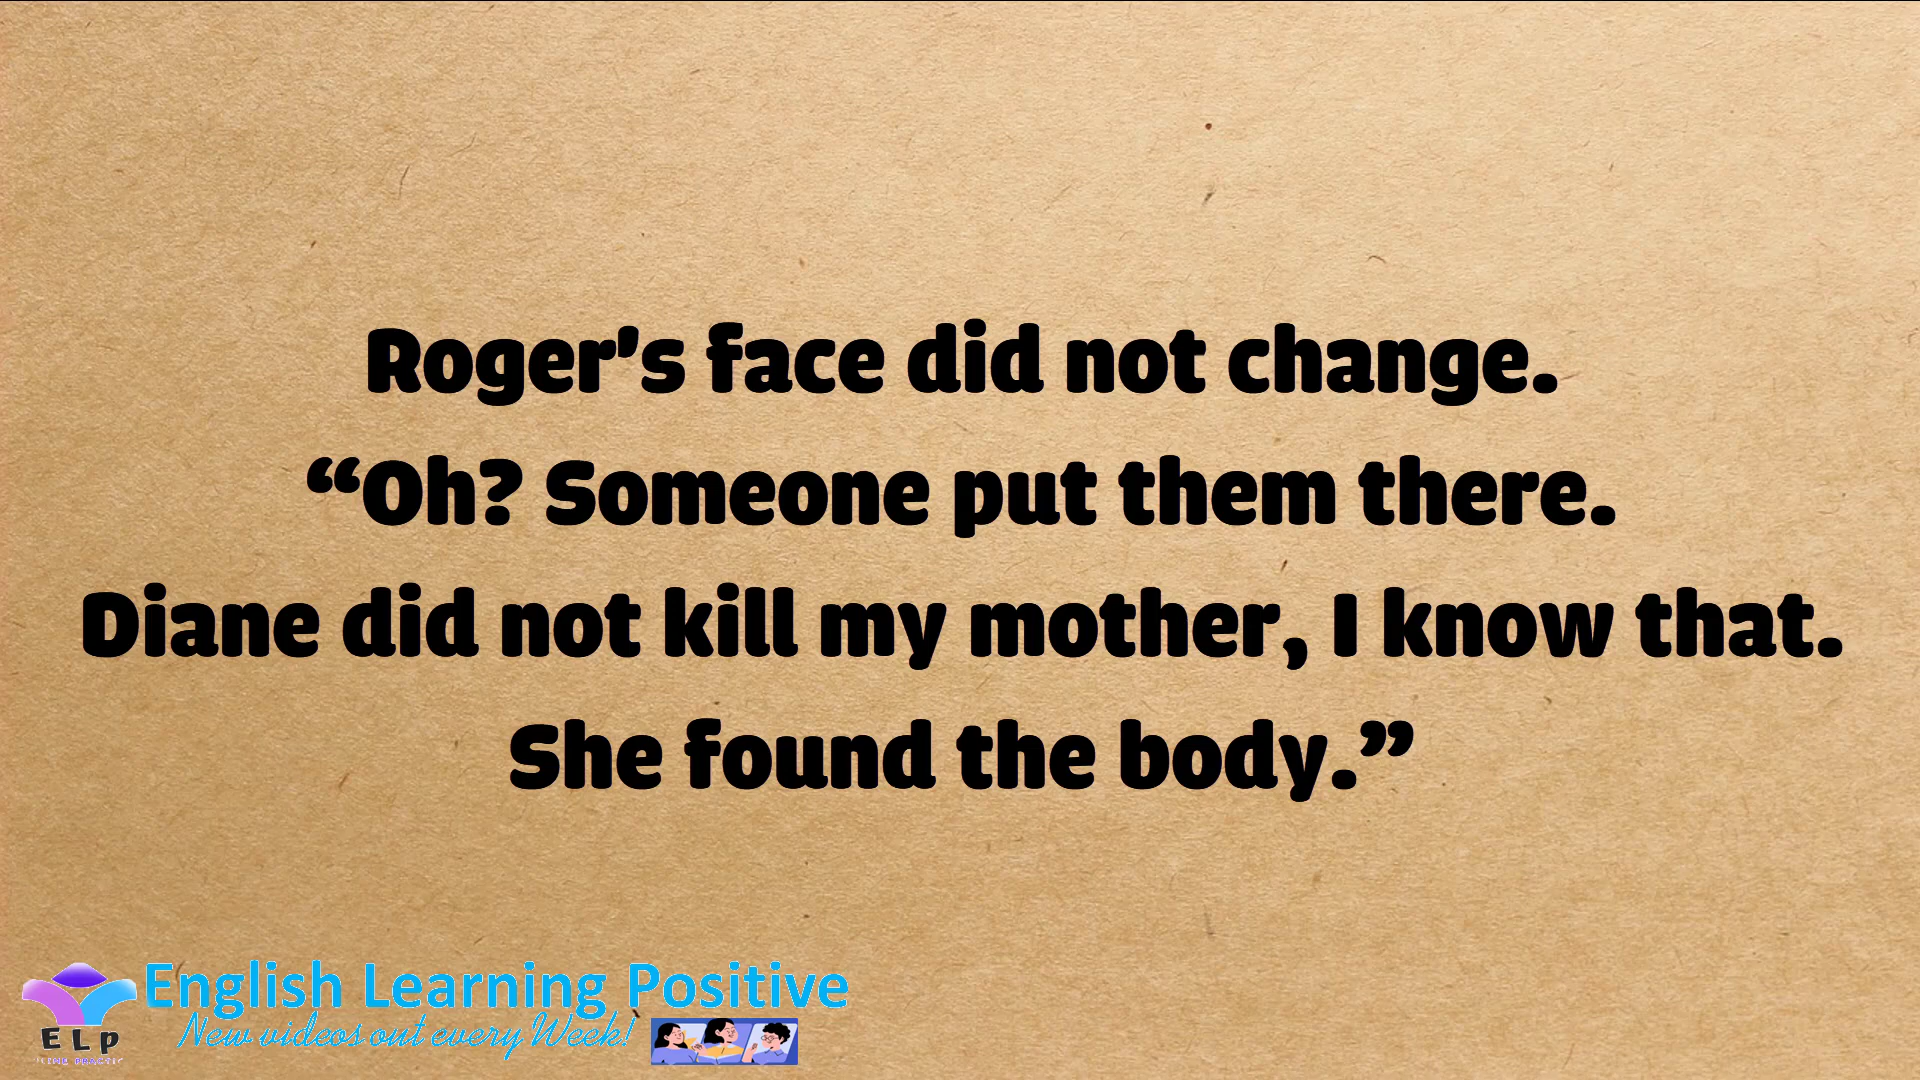 Roger’s face did not change.
“Oh? Someone put them there.
Diane did not kill my mother, I know that.
She found the body.”
English Learning Positive
New videos out every Week!
ELp